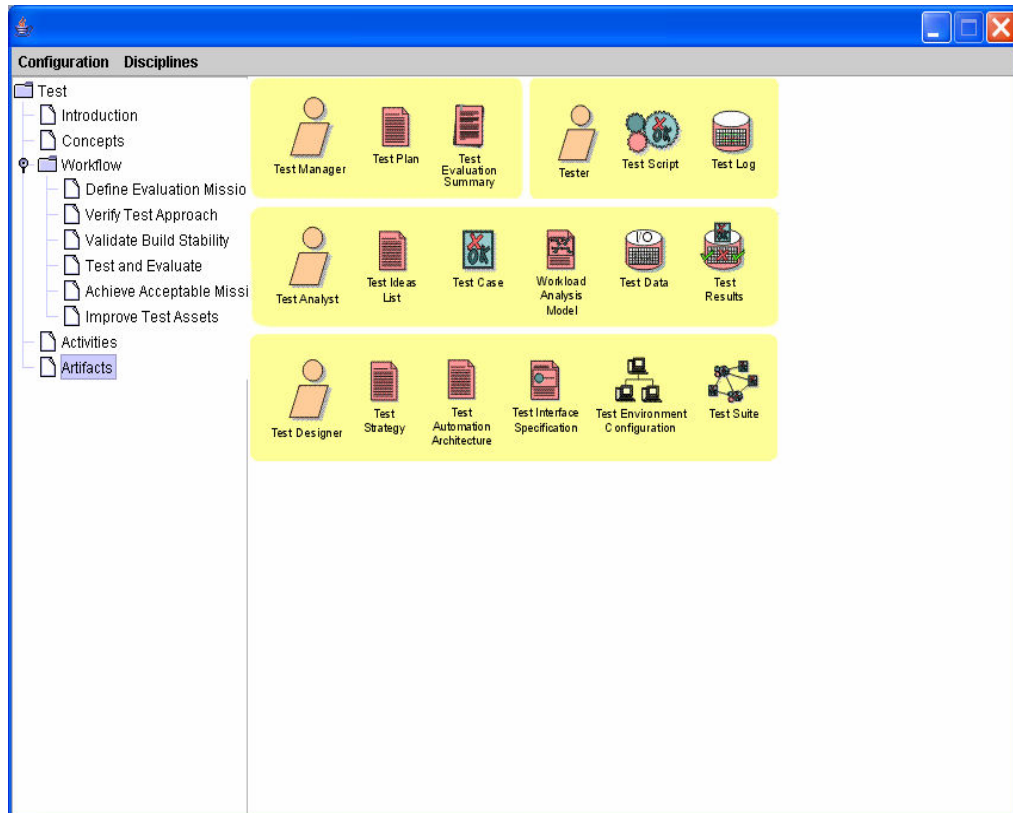 Configuration Disciplines
Test
Introduction
Concepts
Workflow
Define Evaluation Missio
Verify Test Approach
Validate Build Stability
Test and Evaluate
Achieve Acceptable Missi
Improve Test Assets
Activities
Artifacts
Test Manager
Test Plan
Test
Evaluation
Summary
Tester
Test Script
Test Log
Test Analyst
Test Ideas
List
Test Case
Workload
Analysis
Model
I/O
Test Data
Test
Results
Test Designer
Test
Strategy
Test
Automation
Architecture
Test Interface
Specification
Test Environment
Configuration
Test Suite